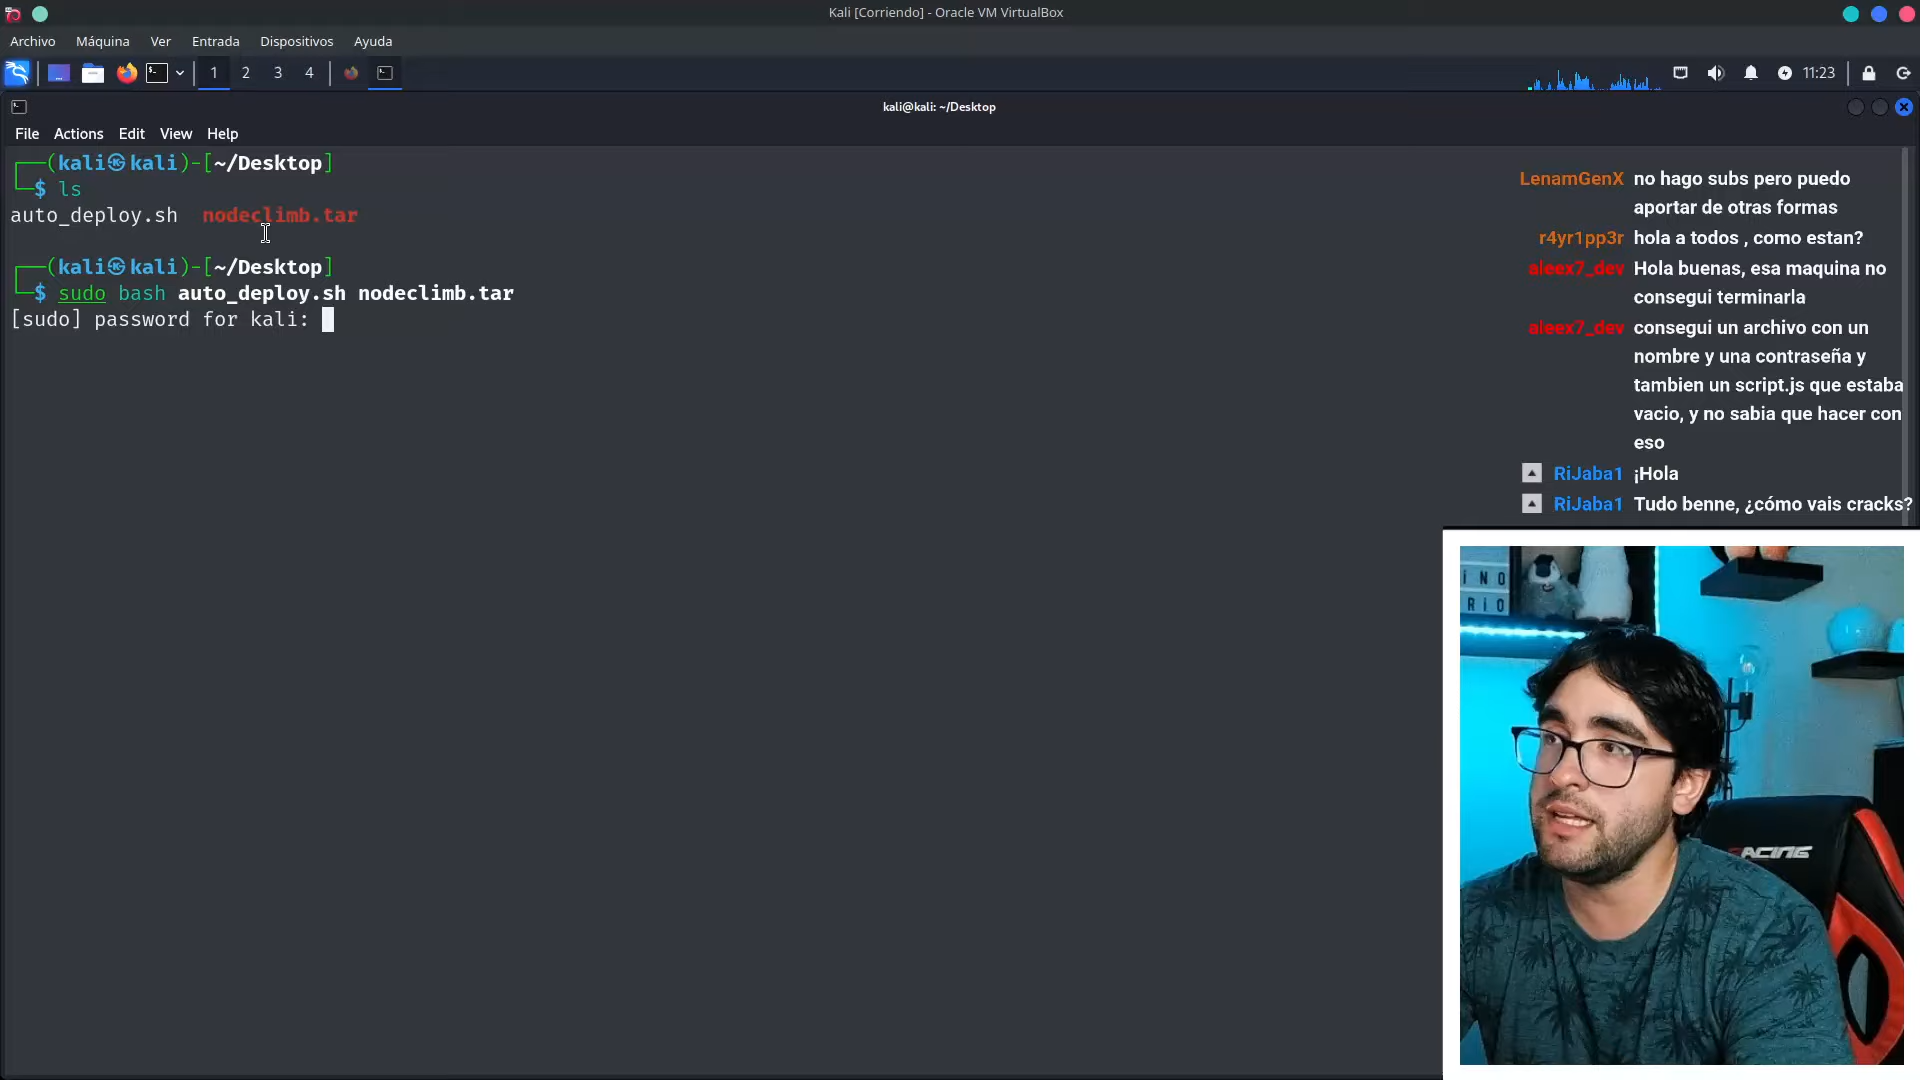 Kali [Corriendo] - Oracle VM VirtualBox
Archivo Máquina Ver Entrada Dispositivos Ayuda
1 2 3 4
11:23
kali@kali: ~/Desktop
File Actions Edit View Help
┌──(kali㉿kali)-[~/Desktop]
└─$ ls
auto_deploy.sh nodeclimb.tar
┌──(kali㉿kali)-[~/Desktop]
└─$ sudo bash auto_deploy.sh nodeclimb.tar
[sudo] password for kali:
LenamGenX no hago subs pero puedo
aportar de otras formas
r4yr1pp3r hola a todos , como estan?
aleex7_dev Hola buenas, esa maquina no
consegui terminarla
aleex7_dev consegui un archivo con un
nombre y una contraseña y
tambien un script.js que estaba
vacio, y no sabia que hacer con
eso
RiJaba1 ¡Hola
RiJaba1 Tudo benne, ¿cómo vais cracks?
INO
RIO
RACING